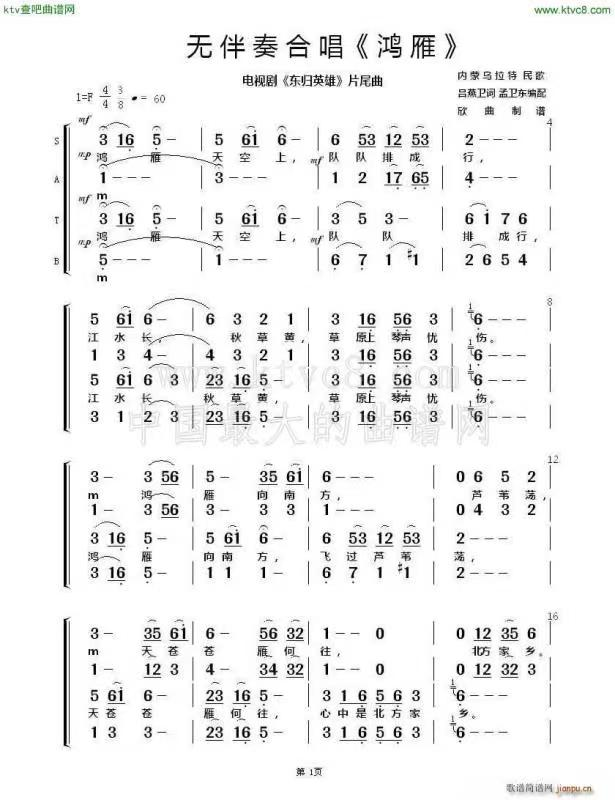 ktv查吧曲谱网
www.ktvc8.com
无伴奏合唱《鸿雁》
电视剧《东归英雄》片尾曲
内蒙乌拉特民歌
吕燕卫词 孟卫东编配
欣曲制谱
1=F 4/4 3/8 ♩=60
mf 4
S 3 16 5 - | 5 61 6 - | 53 12 53 | 2 - - - |
mp 鸿 雁 天空上, mf 队队排成 行,
A 1 - - - | 3 - - - | 1 2 17 65 | 4 - - - |
mf m
T 3 16 5 - | 5 61 6 - | 3 5 3 - | 6 1 7 6 |
mp 鸿 雁 天空上, mf 队 队 排 成行,
B 5 - - - | 1 - - - | 6 7 1 #1 | 2 6 5 4 |
m
8
5 61 6 - | 6 3 2 1 | 3 16 56 3 | 6 - - - |
江水长, 秋草黄, 草原上琴声忧 伤。
1 3 4 - | 4 3 2 1 | 3 16 56 3 | 6 - - - |
5 61 6 3 | 23 16 5 - | 3 16 56 3 | 6 - - - |
江水长, 秋草黄, 草原上琴声忧 伤。
3 1 2 3 | 23 16 5 - | 3 16 56 3 | 6 - - - |
www.ktvc8.com
中国最大的曲谱网
12
3 - 3 56 | 5 - 3 2 | 1 - - - | 0 6 5 2 |
m 鸿 雁 向南 方, 芦苇荡,
1 - 3 56 | 5 - 3 2 | 1 - - - | 0 4 3 2 |
3 16 5 - | 5 61 6 - | 6 53 12 53 | 2 - - - |
鸿 雁 向南方, 飞过芦苇 荡,
3 16 5 - | 1 - - - | 6 7 1 #1 | 2 - - - |
16
3 - 35 61 | 5 - 56 32 | 1 - - 0 | 0 12 35 6 |
m 天苍 苍 雁何 往, 北方家乡。
3 - 35 61 | 5 - 34 32 | 1 - - 0 | 0 12 33 6 |
5 61 6 3 | 23 16 5 - | 3 1 6 5 6 3 | 6 - - - |
天苍 苍 雁何往, 心中是北方家 乡。
3 1 2 3 | 23 16 5 - | 3 1 6 5 6 3 | 6 - - - |
第 1页
歌谱简谱网
jianpu.cn